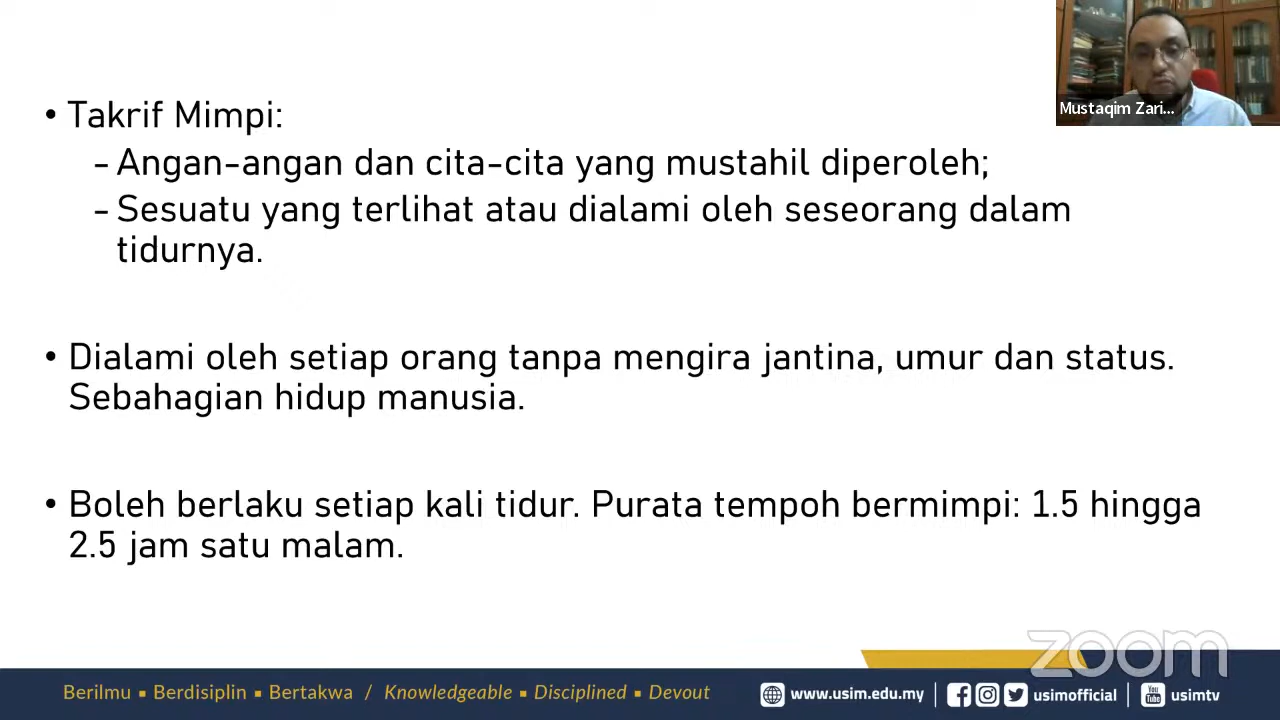 Mustaqim Zari...
• Takrif Mimpi:
- Angan-angan dan cita-cita yang mustahil diperoleh;
- Sesuatu yang terlihat atau dialami oleh seseorang dalam
tidurnya.
• Dialami oleh setiap orang tanpa mengira jantina, umur dan status.
Sebahagian hidup manusia.
• Boleh berlaku setiap kali tidur. Purata tempoh bermimpi: 1.5 hingga
2.5 jam satu malam.
zoom
Berilmu ▪ Berdisiplin ▪ Bertakwa / Knowledgeable ▪ Disciplined ▪ Devout
www.usim.edu.my | usimofficial | You Tube usimtv